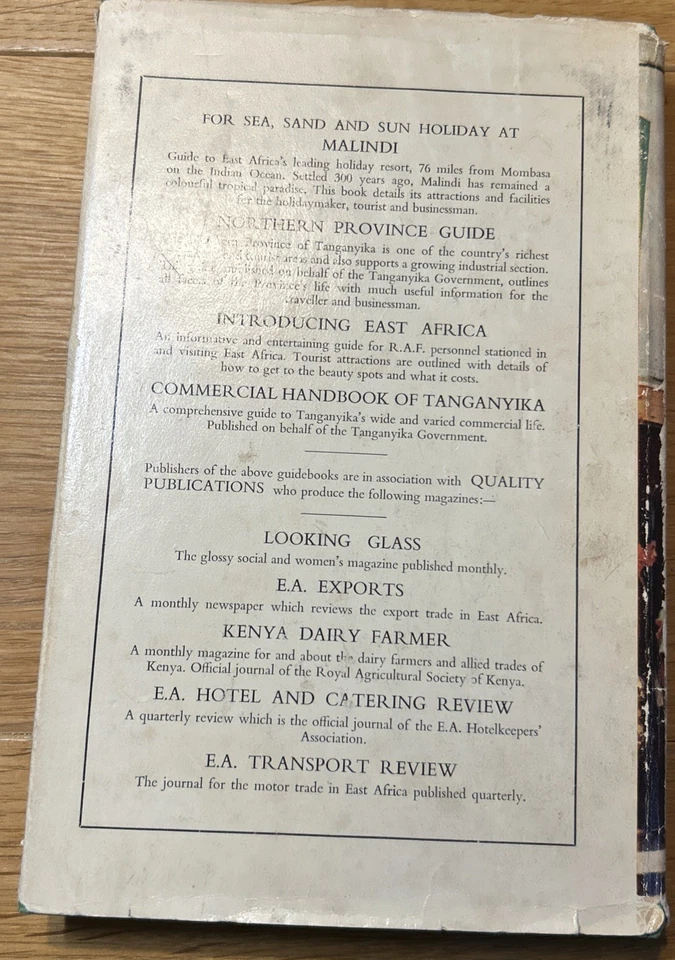 FOR SEA, SAND AND SUN HOLIDAY AT
MALINDI
Guide to East Africa's leading holiday resort, 76 miles from Mombasa
on the Indian Ocean. Settled 300 years ago, Malindi has remained a
colourful tropical paradise. This book details its attractions and facilities
for the holidaymaker, tourist and businessman.
NORTHERN PROVINCE GUIDE
Province of Tanganyika is one of the country's richest
areas and also supports a growing industrial section.
published on behalf of the Tanganyika Government, outlines
all facets of the Province's life with much useful information for the
traveller and businessman.
INTRODUCING EAST AFRICA
An informative and entertaining guide for R.A.F. personnel stationed in
and visiting East Africa. Tourist attractions are outlined with details of
how to get to the beauty spots and what it costs.
COMMERCIAL HANDBOOK OF TANGANYIKA
A comprehensive guide to Tanganyika's wide and varied commercial life.
Published on behalf of the Tanganyika Government.
Publishers of the above guidebooks are in association with QUALITY
PUBLICATIONS who produce the following magazines:—
LOOKING GLASS
The glossy social and women's magazine published monthly.
E.A. EXPORTS
A monthly newspaper which reviews the export trade in East Africa.
KENYA DAIRY FARMER
A monthly magazine for and about the dairy farmers and allied trades of
Kenya. Official journal of the Royal Agricultural Society of Kenya.
E.A. HOTEL AND CATERING REVIEW
A quarterly review which is the official journal of the E.A. Hotelkeepers'
Association.
E.A. TRANSPORT REVIEW
The journal for the motor trade in East Africa published quarterly.